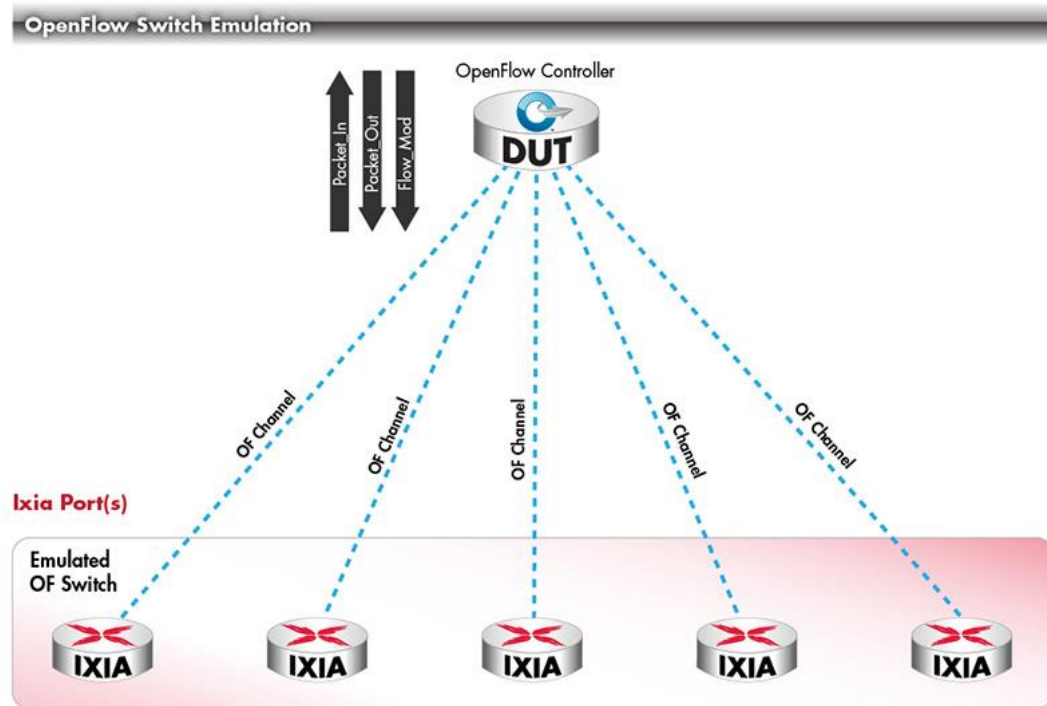 OpenFlow Switch Emulation
OpenFlow Controller
Packet_In
Packet_Out
Flow_Mod
DUT
OF Channel
OF Channel
OF Channel
OF Channel
OF Channel
Ixia Port(s)
Emulated
OF Switch
IXIA
IXIA
IXIA
IXIA
IXIA